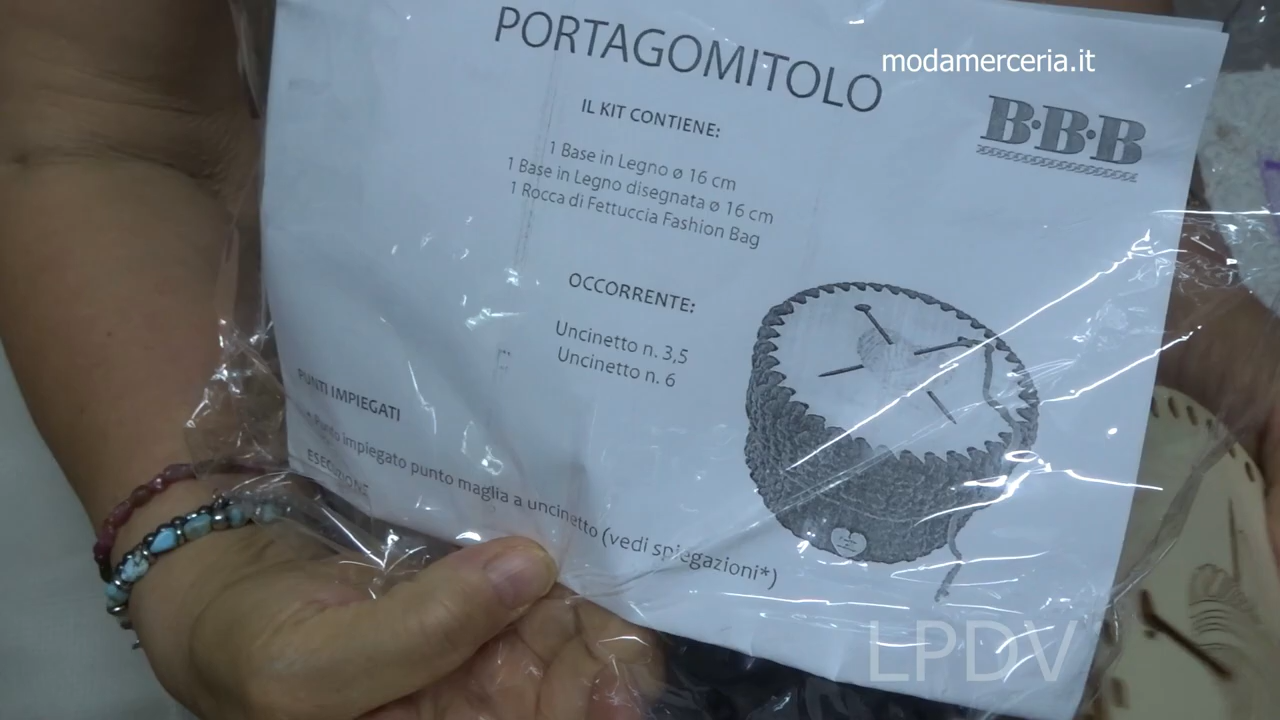 PORTAGOMITOLO
modamerceria.it
B·B·B
IL KIT CONTIENE:
1 Base in Legno ø 16 cm
1 Base in Legno disegnata ø 16 cm
1 Rocca di Fettuccia Fashion Bag
OCCORRENTE:
Uncinetto n. 3,5
Uncinetto n. 6
PUNTI IMPIEGATI
• Punto impiegato punto maglia a uncinetto (vedi spiegazioni*)
ESECUZIONE
LPDV